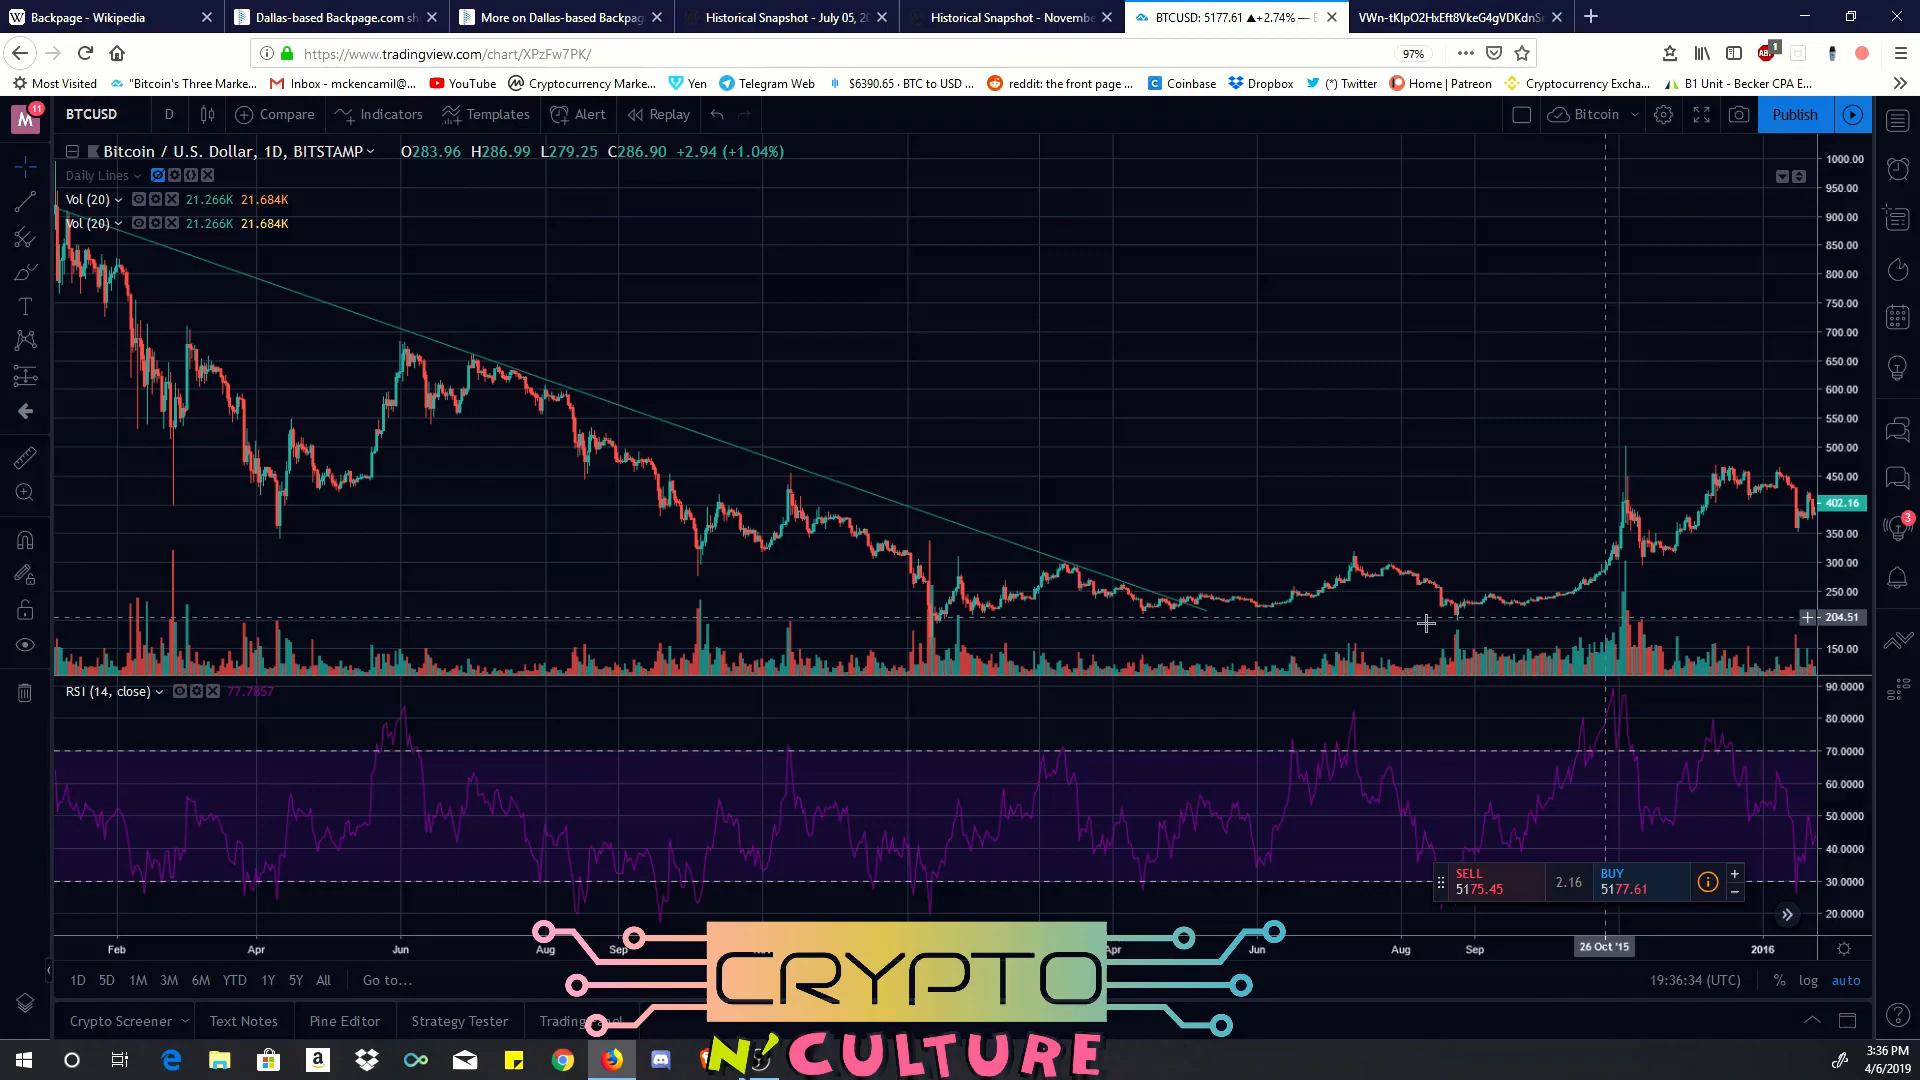 Backpage - Wikipedia
Dallas-based Backpage.com sh
More on Dallas-based Backpag
Historical Snapshot - July 05, 20
Historical Snapshot - Novembe
BTCUSD: 5177.61 ▲+2.74% —
VWn-tKlpO2HxEft8VkeG4gVDKdnS
https://www.tradingview.com/chart/XPzFw7PK/
97%
1
Most Visited
"Bitcoin's Three Marke...
Inbox - mckencamil@...
YouTube
Cryptocurrency Marke...
Yen
Telegram Web
$6390.65 · BTC to USD ...
reddit: the front page ...
Coinbase
Dropbox
(*) Twitter
Home | Patreon
Cryptocurrency Excha...
B1 Unit - Becker CPA E...
M
11
BTCUSD
D
Compare
Indicators
Templates
Alert
Replay
Bitcoin
Publish
Bitcoin / U.S. Dollar, 1D, BITSTAMP
O283.96 H286.99 L279.25 C286.90 +2.94 (+1.04%)
Daily Lines
Vol (20)
21.266K 21.684K
Vol (20)
21.266K 21.684K
1000.00
950.00
900.00
850.00
800.00
750.00
700.00
650.00
600.00
550.00
500.00
450.00
402.16
350.00
300.00
250.00
204.51
150.00
3
RSI (14, close)
77.7857
90.0000
80.0000
70.0000
60.0000
50.0000
40.0000
30.0000
20.0000
SELL
5175.45
2.16
BUY
5177.61
Feb
Apr
Jun
Aug
Sep
Apr
Jun
Aug
Sep
26 Oct '15
2016
1D 5D 1M 3M 6M YTD 1Y 5Y All
Go to...
19:36:34 (UTC)
%
log
auto
Crypto Screener
Text Notes
Pine Editor
Strategy Tester
CRYPTO
N' CULTURE
3:36 PM
4/6/2019